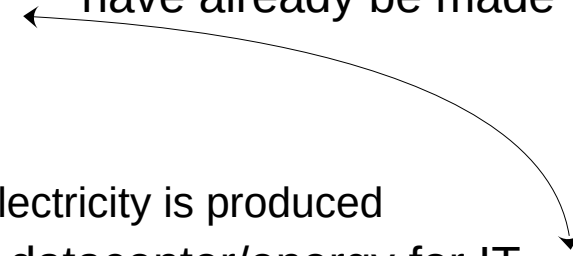 have already be made
lectricity is produced
datacenter/energy for IT